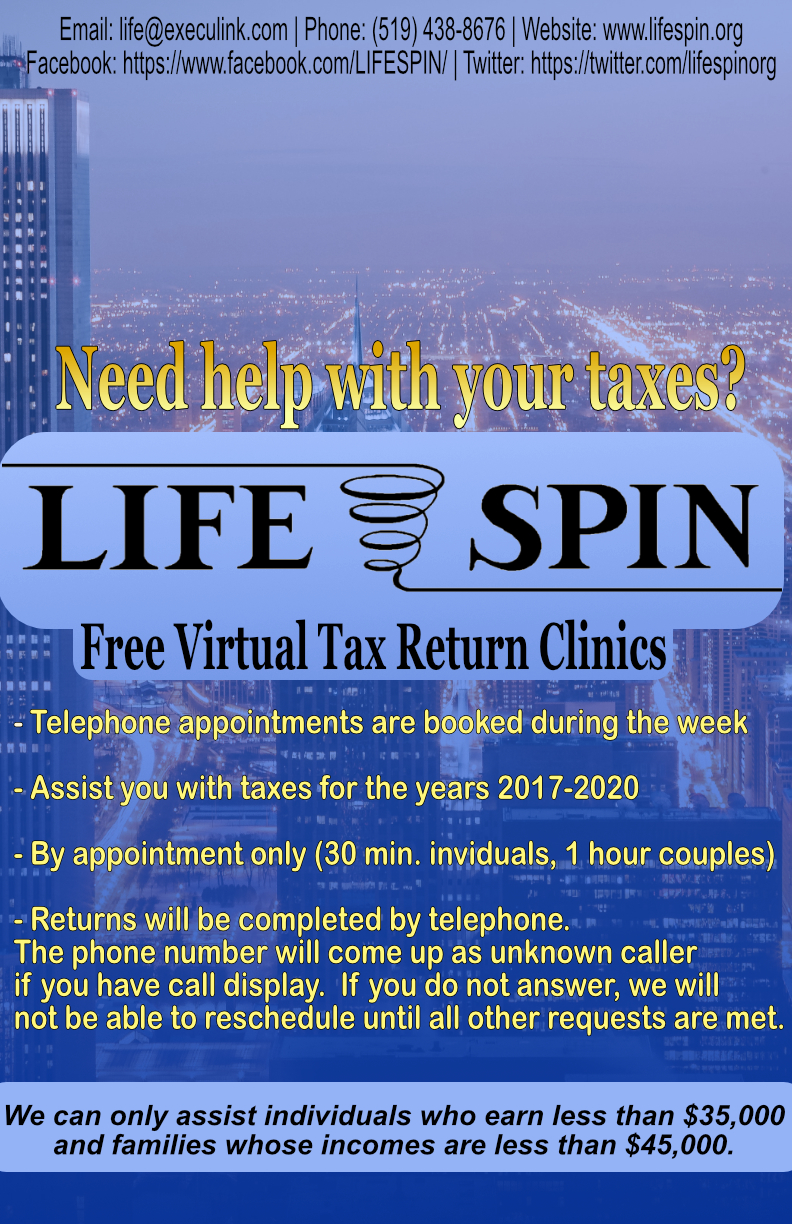 Email: life@execulink.com | Phone: (519) 438-8676 | Website: www.lifespin.org
Facebook: https://www.facebook.com/LIFESPIN/ | Twitter: https://twitter.com/lifespinorg
Need help with your taxes?
LIFE SPIN
Free Virtual Tax Return Clinics
- Telephone appointments are booked during the week
- Assist you with taxes for the years 2017-2020
- By appointment only (30 min. inviduals, 1 hour couples)
- Returns will be completed by telephone.
The phone number will come up as unknown caller
if you have call display. If you do not answer, we will
not be able to reschedule until all other requests are met.
We can only assist individuals who earn less than $35,000
and families whose incomes are less than $45,000.